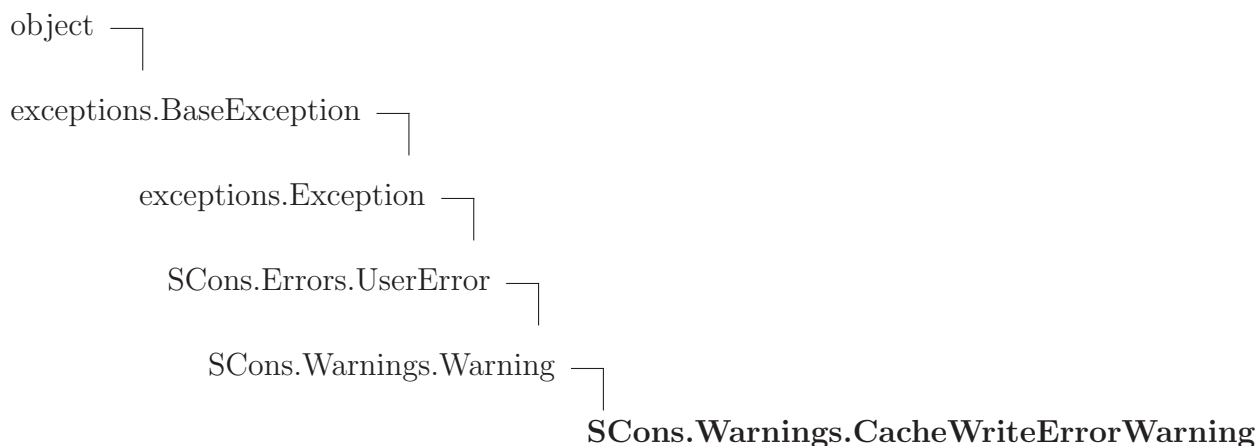 object
exceptions.BaseException
exceptions.Exception
SCons.Errors.UserError
SCons.Warnings.Warning
SCons.Warnings.CacheWriteErrorWarning